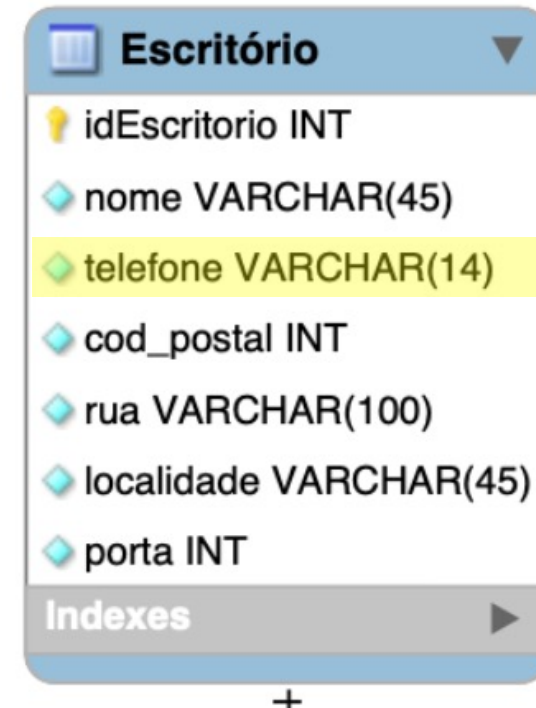 Escritório
idEscritorio INT
nome VARCHAR(45)
telefone VARCHAR(14)
cod_postal INT
rua VARCHAR(100)
localidade VARCHAR(45)
porta INT
Indexes